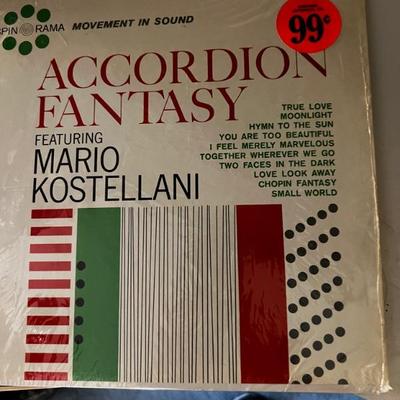 SPIN RAMA MOVEMENT IN SOUND
99¢
ACCORDION
FANTASY
FEATURING
MARIO
KOSTELLANI
TRUE LOVE
MOONLIGHT
HYMN TO THE SUN
YOU ARE TOO BEAUTIFUL
I FEEL MERELY MARVELOUS
TOGETHER WHEREVER WE GO
TWO FACES IN THE DARK
LOVE LOOK AWAY
CHOPIN FANTASY
SMALL WORLD